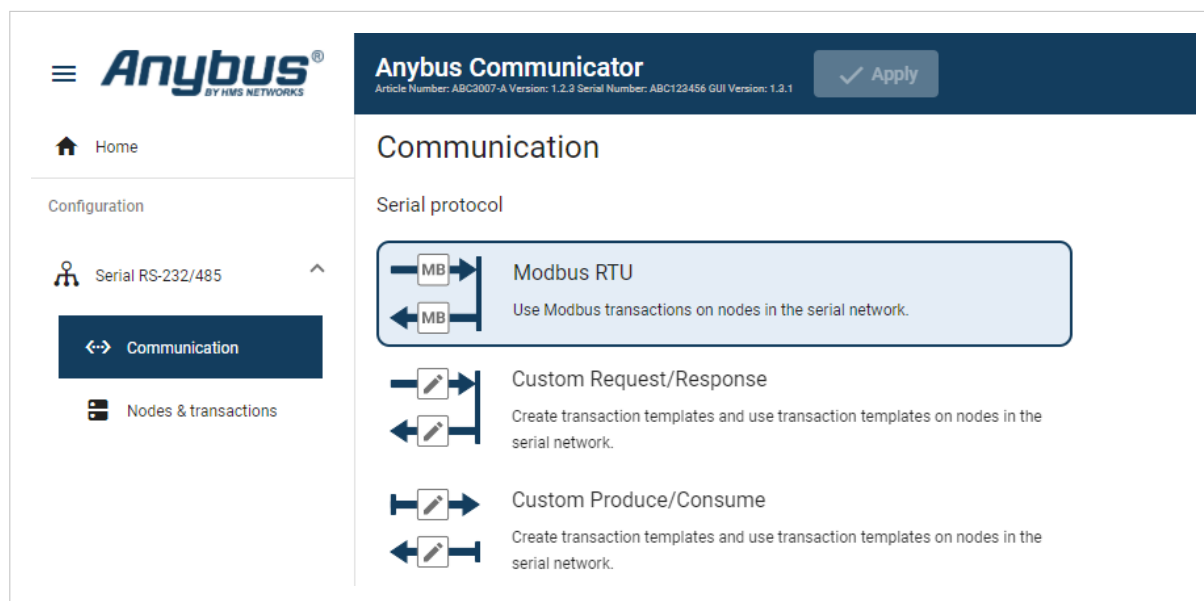 Anybus®
BY HMS NETWORKS
Home
Configuration
Serial RS-232/485
Communication
Nodes & transactions
Anybus Communicator
Article Number: ABC3007-A Version: 1.2.3 Serial Number: ABC123456 GUI Version: 1.3.1
Apply
Communication
Serial protocol
MB
MB
Modbus RTU
Use Modbus transactions on nodes in the serial network.
Custom Request/Response
Create transaction templates and use transaction templates on nodes in the
serial network.
Custom Produce/Consume
Create transaction templates and use transaction templates on nodes in the
serial network.